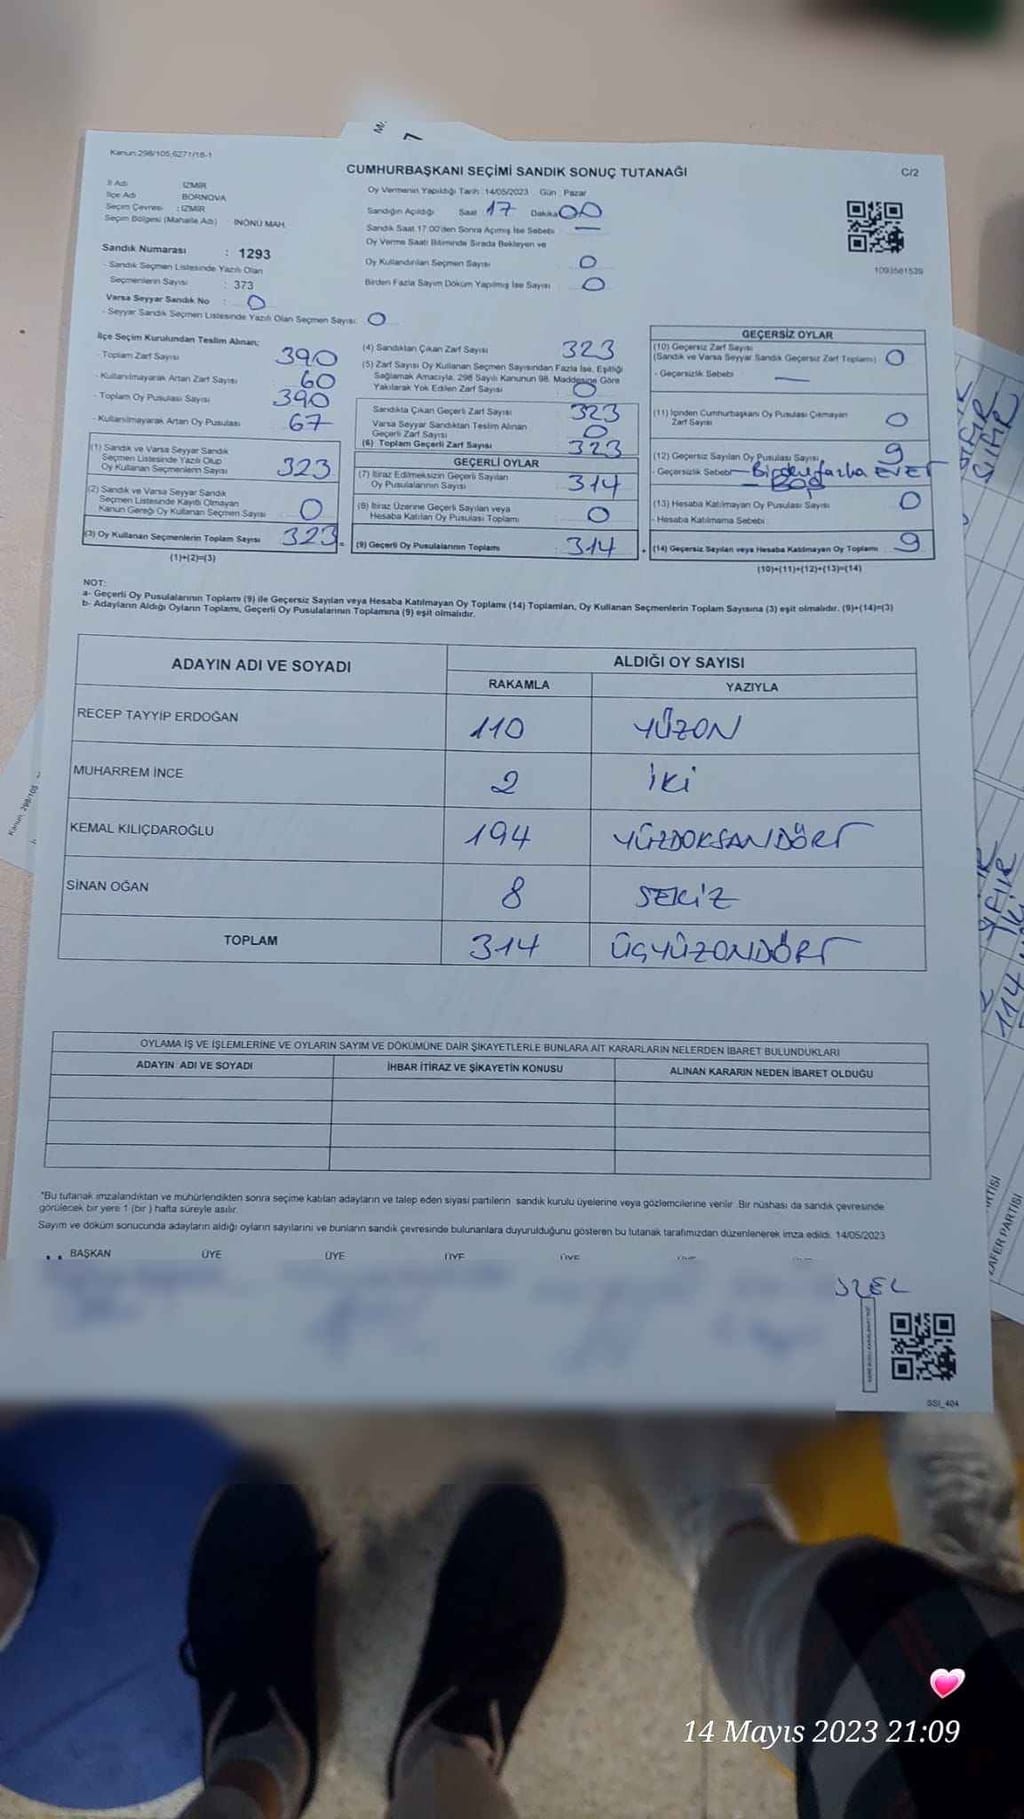 Kanun:298/105,6271/18-1
CUMHURBAŞKANI SEÇİMİ SANDIK SONUÇ TUTANAĞI
C/2
İl Adı İZMİR
İlçe Adı BORNOVA
Seçim Çevresi : İZMİR
Seçim Bölgesi (Mahalle Adı) : İNÖNÜ MAH.
Oy Vermenin Yapıldığı Tarih :14/05/2023 Gün : Pazar
Sandığın Açıldığı Saat 17 Dakika 00
Sandık Saat 17:00'den Sonra Açımış İse Sebebi —
Oy Verme Saati Bitiminde Sırada Bekleyen ve
Oy Kullandırılan Seçmen Sayısı 0
Birden Fazla Sayım Döküm Yapılmış İse Sayısı 0
1093581539
Sandık Numarası : 1293
- Sandık Seçmen Listesinde Yazılı Olan
Seçmenlerin Sayısı : 373
Varsa Seyyar Sandık No : 0
- Seyyar Sandık Seçmen Listesinde Yazılı Olan Seçmen Sayısı: 0
İlçe Seçim Kurulundan Teslim Alınan;
- Toplam Zarf Sayısı 390
- Kullanılmayarak Artan Zarf Sayısı 60
- Toplam Oy Pusulası Sayısı 390
- Kullanılmayarak Artan Oy Pusulası 67
(1) Sandık ve Varsa Seyyar Sandık
Seçmen Listesinde Yazılı Olup
Oy Kullanan Seçmenlerin Sayısı 323
(2) Sandık ve Varsa Seyyar Sandık
Seçmen Listesinde Kayıtlı Olmayan
Kanun Gereği Oy Kullanan Seçmen Sayısı 0
(3) Oy Kullanan Seçmenlerin Toplam Sayısı 323 =
(1)+(2)=(3)
(4) Sandıktan Çıkan Zarf Sayısı 323
(5) Zarf Sayısı Oy Kullanan Seçmen Sayısından Fazla İse, Eşitliği
Sağlamak Amacıyla, 298 Sayılı Kanunun 98. Maddesine Göre
Yakılarak Yok Edilen Zarf Sayısı 0
Sandıkta Çıkan Geçerli Zarf Sayısı 323
Varsa Seyyar Sandıktan Teslim Alınan
Geçerli Zarf Sayısı 0
(6) Toplam Geçerli Zarf Sayısı 323
GEÇERLİ OYLAR
(7) İtiraz Edilmeksizin Geçerli Sayılan
Oy Pusulalarının Sayısı 314
(8) İtiraz Üzerine Geçerli Sayılan veya
Hesaba Katılan Oy Pusulası Toplamı 0
(9) Geçerli Oy Pusulalarının Toplamı 314
GEÇERSİZ OYLAR
(10) Geçersiz Zarf Sayısı
(Sandık ve Varsa Seyyar Sandık Geçersiz Zarf Toplamı) 0
- Geçersizlik Sebebi —
(11) İçinden Cumhurbaşkanı Oy Pusulası Çıkmayan
Zarf Sayısı 0
(12) Geçersiz Sayılan Oy Pusulası Sayısı 9
Geçersizlik Sebebi — Birden fazla EVET
— BOŞ
(13) Hesaba Katılmayan Oy Pusulası Sayısı 0
- Hesaba Katılmama Sebebi
(14) Geçersiz Sayılan veya Hesaba Katılmayan Oy Toplamı 9
(10)+(11)+(12)+(13)=(14)
NOT:
a- Geçerli Oy Pusulalarının Toplamı (9) ile Geçersiz Sayılan veya Hesaba Katılmayan Oy Toplamı (14) Toplamları, Oy Kullanan Seçmenlerin Toplam Sayısına (3) eşit olmalıdır. (9)+(14)=(3)
b- Adayların Aldığı Oyların Toplamı, Geçerli Oy Pusulalarının Toplamına (9) eşit olmalıdır.
ADAYIN ADI VE SOYADI
ALDIĞI OY SAYISI
RAKAMLA YAZIYLA
RECEP TAYYİP ERDOĞAN 110 YÜZON
MUHARREM İNCE 2 İKİ
KEMAL KILIÇDAROĞLU 194 YÜZDOKSANDÖRT
SİNAN OĞAN 8 SEKİZ
TOPLAM 314 ÜÇYÜZONDÖRT
OYLAMA İŞ VE İŞLEMLERİNE VE OYLARIN SAYIM VE DÖKÜMÜNE DAİR ŞİKAYETLERLE BUNLARA AİT KARARLARIN NELERDEN İBARET BULUNDUKLARI
ADAYIN ADI VE SOYADI İHBAR İTİRAZ VE ŞİKAYETİN KONUSU ALINAN KARARIN NEDEN İBARET OLDUĞU
*Bu tutanak imzalandıktan ve mühürlendikten sonra seçime katılan adayların ve talep eden siyasi partilerin sandık kurulu üyelerine veya gözlemcilerine verilir. Bir nüshası da sandık çevresinde
görülecek bir yere 1 (bir ) hafta süreyle asılır.
Sayım ve döküm sonucunda adayların aldığı oyların sayılarını ve bunların sandık çevresinde bulunanlara duyurulduğunu gösteren bu tutanak tarafımızdan düzenlenerek imza edildi. 14/05/2023
BAŞKAN ÜYE ÜYE ÜYE ÜYE
SSI_404
Kanun: 298/105
114
ZAFER PARTİSİ
14 Mayıs 2023 21:09